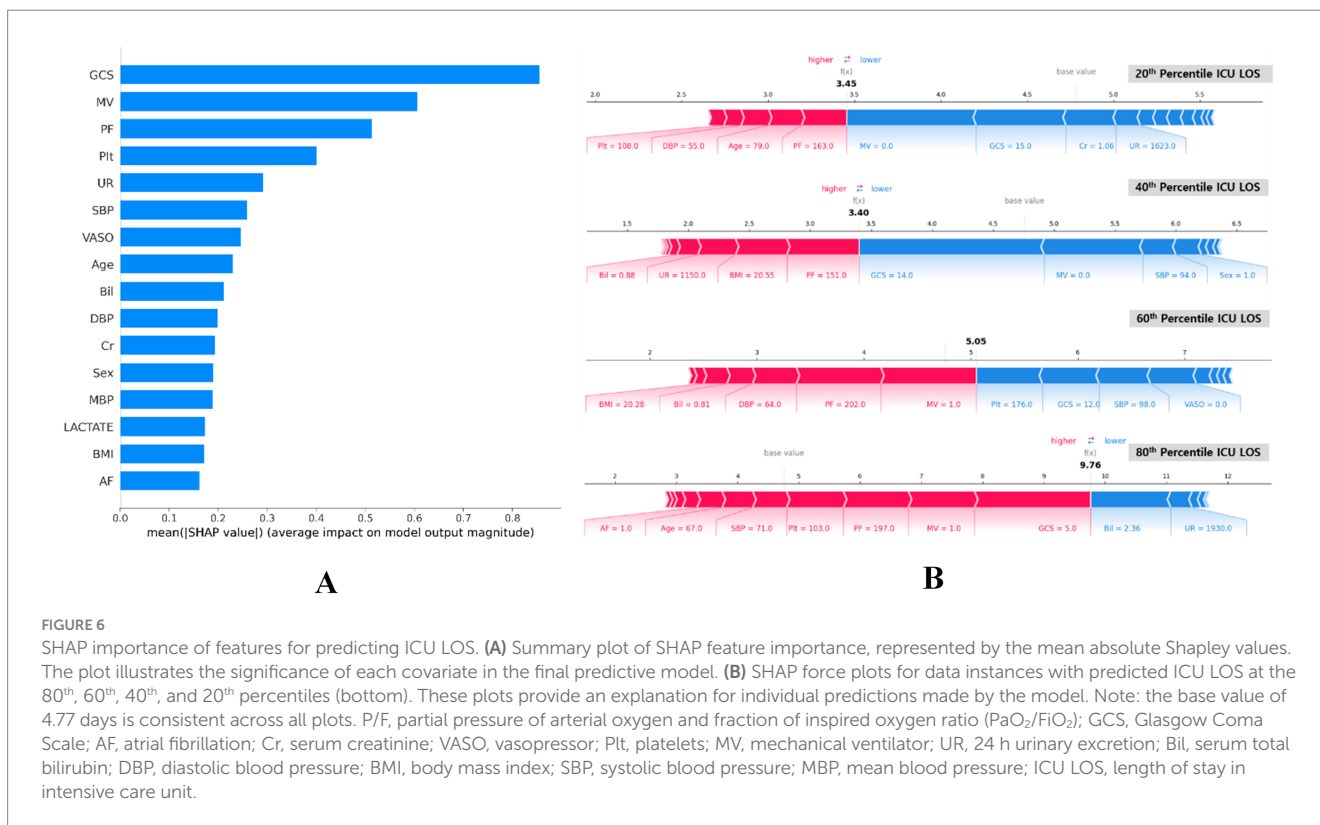 GCS
MV
PF
Plt
UR
SBP
VASO
Age
Bil
DBP
Cr
Sex
MBP
LACTATE
BMI
AF
0.0 0.1 0.2 0.3 0.4 0.5 0.6 0.7 0.8
mean(|SHAP value|) (average impact on model output magnitude)
A
higher ⇄ lower
f(x) base value 20th Percentile ICU LOS
3.45
2.0 2.5 3.0 3.5 4.0 4.5 5.0 5.5
Plt = 108.0 DBP = 55.0 Age = 79.0 PF = 163.0 MV = 0.0 GCS = 15.0 Cr = 1.06 UR = 1623.0
higher ⇄ lower 40th Percentile ICU LOS
f(x) base value
3.40
1.5 2.0 2.5 3.0 3.5 4.0 4.5 5.0 5.5 6.0 6.5
Bil = 0.88 UR = 1150.0 BMI = 20.55 PF = 151.0 GCS = 14.0 MV = 0.0 SBP = 94.0 Sex = 1.0
60th Percentile ICU LOS
5.05
2 3 4 5 6 7
BMI = 20.28 Bil = 0.81 DBP = 64.0 PF = 202.0 MV = 1.0 Plt = 176.0 GCS = 12.0 SBP = 98.0 VASO = 0.0
higher ⇄ lower
base value f(x) 80th Percentile ICU LOS
9.76
2 3 4 5 6 7 8 9 10 11 12
AF = 1.0 Age = 67.0 SBP = 71.0 Plt = 103.0 PF = 197.0 MV = 1.0 GCS = 5.0 Bil = 2.36 UR = 1930.0
B
FIGURE 6
SHAP importance of features for predicting ICU LOS. (A) Summary plot of SHAP feature importance, represented by the mean absolute Shapley values.
The plot illustrates the significance of each covariate in the final predictive model. (B) SHAP force plots for data instances with predicted ICU LOS at the
80th, 60th, 40th, and 20th percentiles (bottom). These plots provide an explanation for individual predictions made by the model. Note: the base value of
4.77 days is consistent across all plots. P/F, partial pressure of arterial oxygen and fraction of inspired oxygen ratio (PaO₂/FiO₂); GCS, Glasgow Coma
Scale; AF, atrial fibrillation; Cr, serum creatinine; VASO, vasopressor; Plt, platelets; MV, mechanical ventilator; UR, 24 h urinary excretion; Bil, serum total
bilirubin; DBP, diastolic blood pressure; BMI, body mass index; SBP, systolic blood pressure; MBP, mean blood pressure; ICU LOS, length of stay in
intensive care unit.